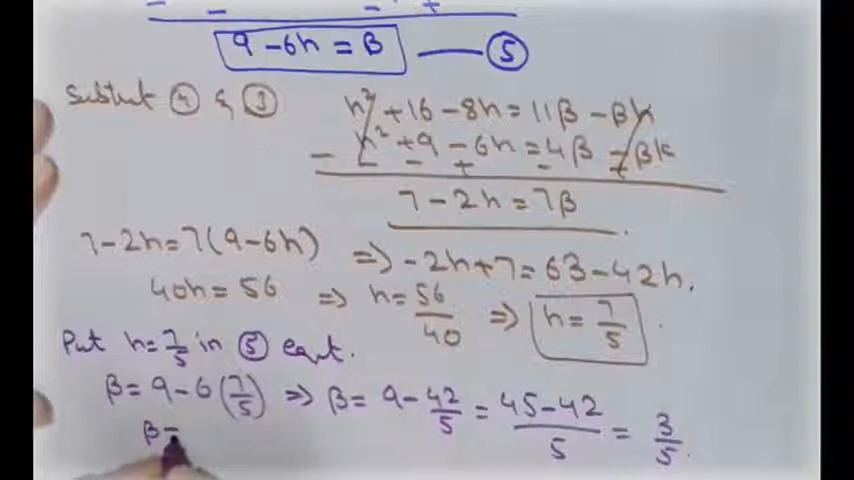 9 - 6h = β —— ⑤
Subtut ④ & ③
h² + 16 - 8h = 11β - βk
- h² + 9 - 6h = 4β - βk
- + - +
7 - 2h = 7β
7 - 2h = 7(9 - 6h) ⇒ -2h + 7 = 63 - 42h.
40h = 56 ⇒ h = 56/40 ⇒ h = 7/5.
Put h = 7/5 in ⑤ equt.
β = 9 - 6(7/5) ⇒ β = 9 - 42/5 = 45 - 42/5 = 3/5.
β =